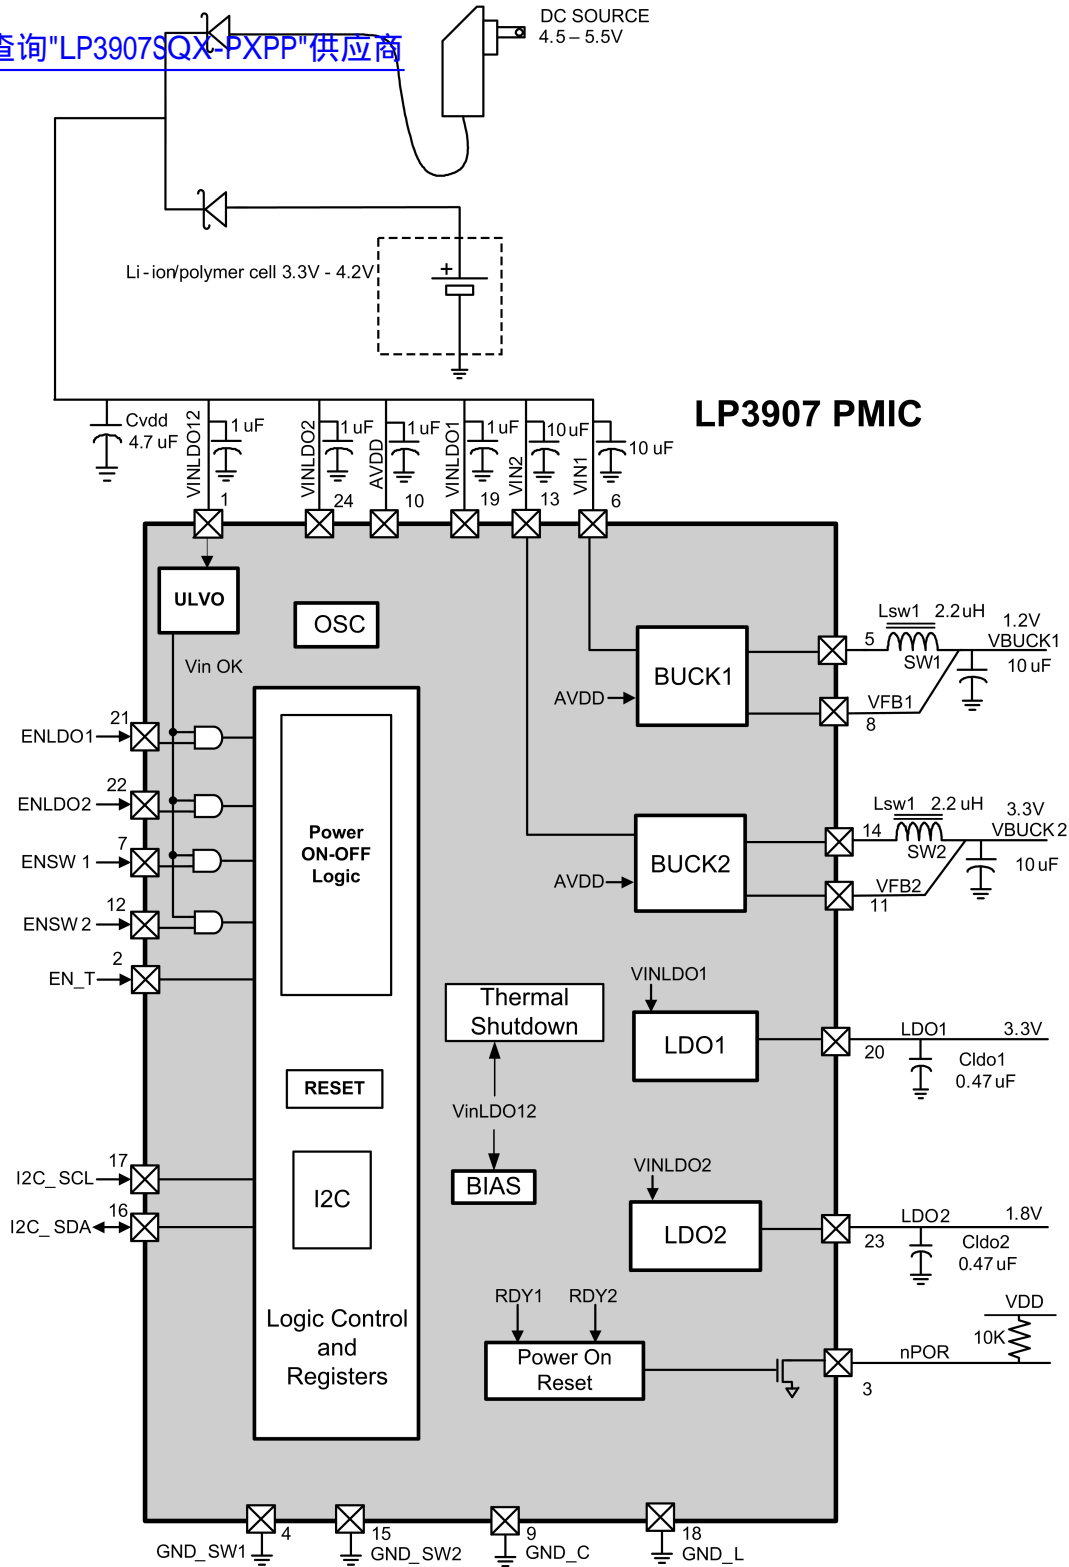 DC SOURCE
4.5 – 5.5V
查询"LP3907SQX-PXPP"供应商
Li-ion/polymer cell 3.3V - 4.2V
+
LP3907 PMIC
Cvdd
4.7 uF
VINLDO12
1 uF
VINLDO2
1 uF
AVDD
1 uF
VINLDO1
1 uF
VIN2
10 uF
VIN1
10 uF
1
24
10
19
13
6
ULVO
OSC
Vin OK
BUCK1
AVDD
5
Lsw1 2.2uH
SW1
1.2V
VBUCK1
10 uF
VFB1
8
21
ENLDO1
22
ENLDO2
7
ENSW 1
12
ENSW 2
2
EN_T
Power
ON-OFF
Logic
BUCK2
AVDD
14
Lsw1 2.2 uH
SW2
3.3V
VBUCK 2
10 uF
VFB2
11
Thermal
Shutdown
VinLDO12
BIAS
VINLDO1
LDO1
20
LDO1
3.3V
Cldo1
0.47 uF
RESET
17
I2C_SCL
16
I2C_SDA
I2C
VINLDO2
LDO2
23
LDO2
1.8V
Cldo2
0.47 uF
Logic Control
and
Registers
RDY1
RDY2
Power On
Reset
VDD
10K
nPOR
3
4
GND_SW1
15
GND_SW2
9
GND_C
18
GND_L